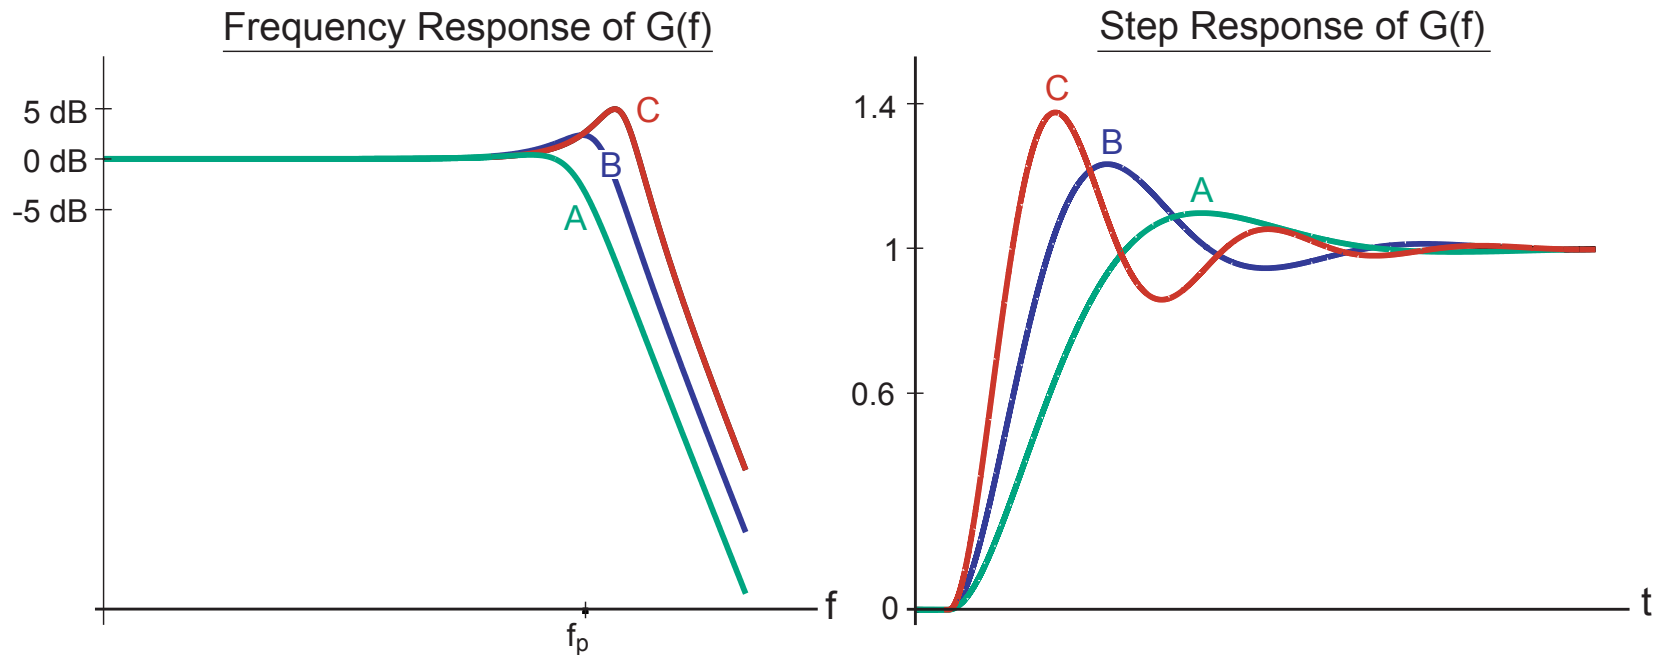 Frequency Response of G(f)
5 dB
0 dB
-5 dB
C
B
A
f
fp
Step Response of G(f)
1.4
1
0.6
0
C
B
A
t